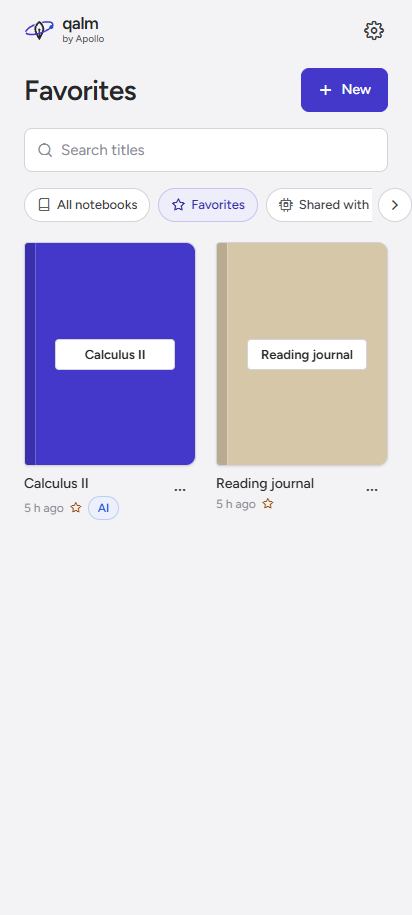 qalm
by Apollo
Favorites
+ New
Search titles
All notebooks
Favorites
Shared with
Calculus II
Reading journal
Calculus II
...
5 h ago
AI
Reading journal
...
5 h ago